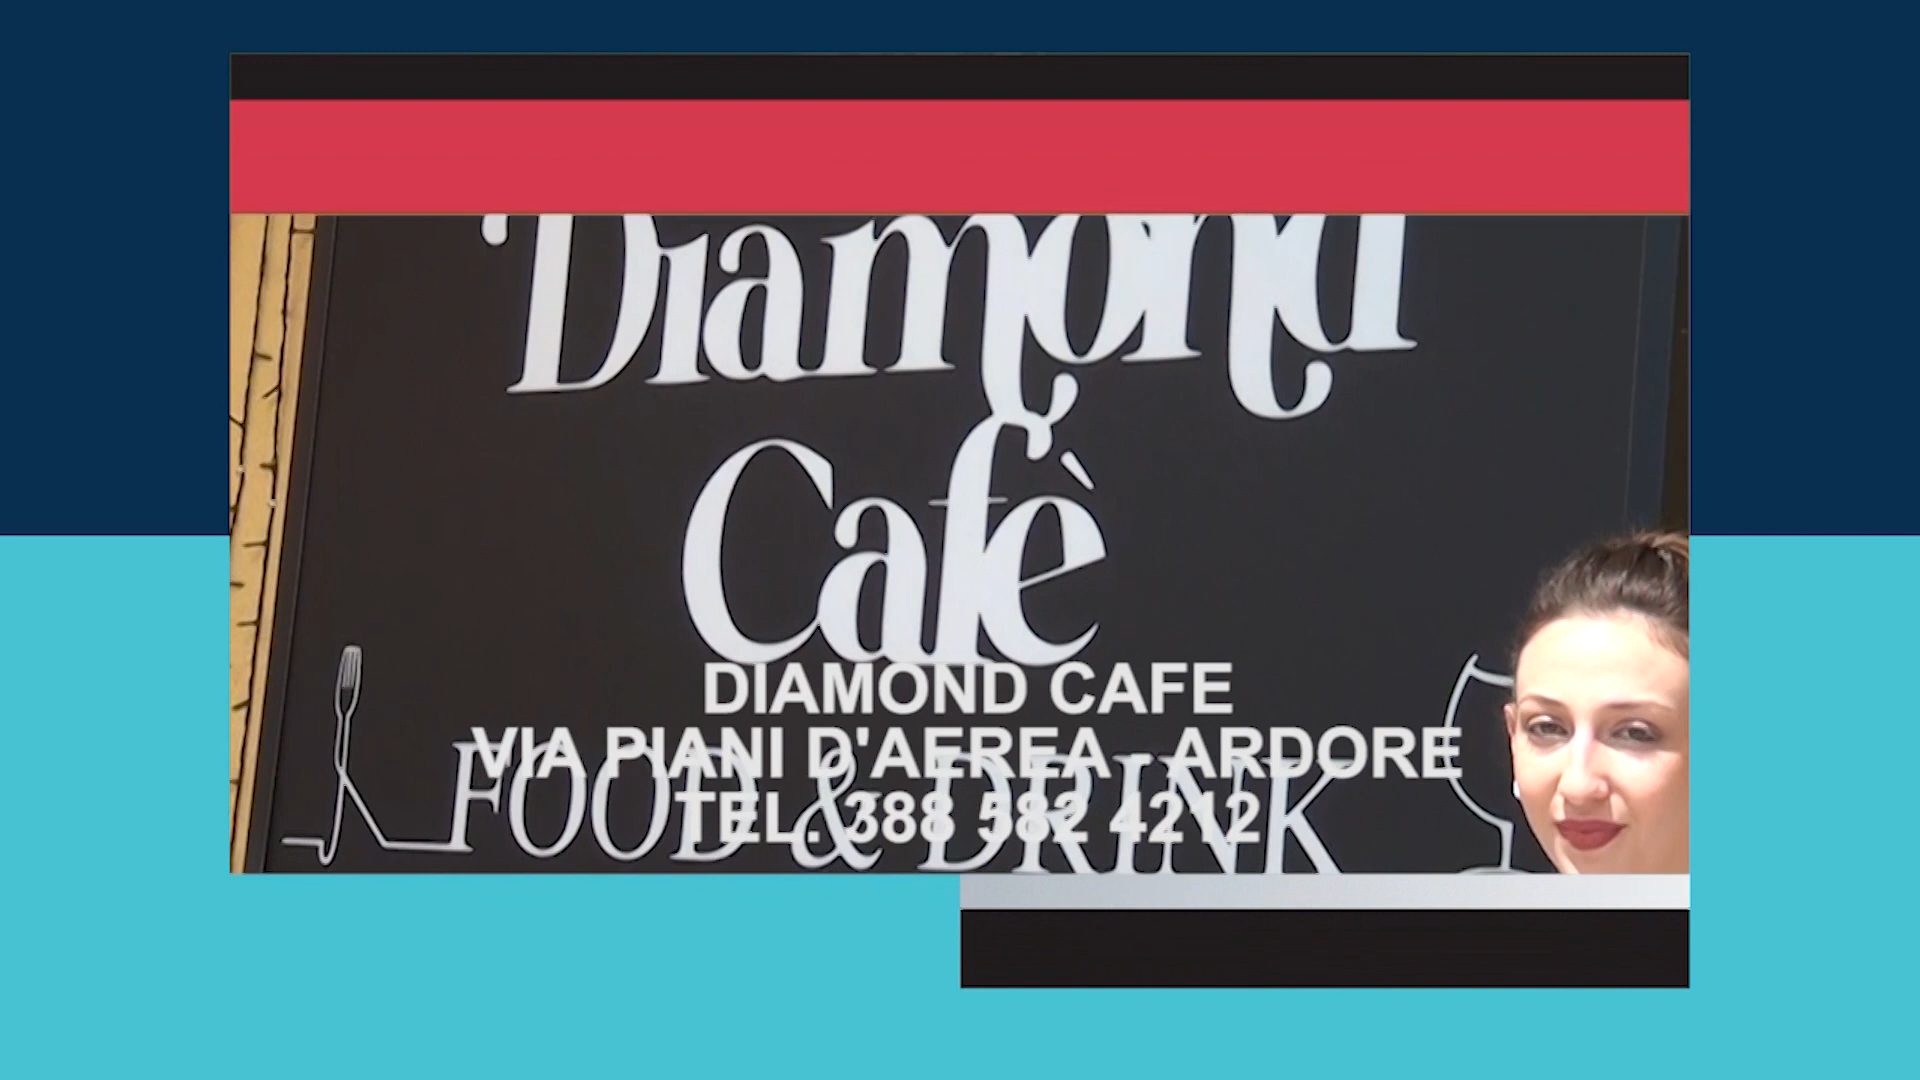 Diamond
Cafè
DIAMOND CAFE
VIA PIANI D'AEREA - ARDORE
FOOD & DRINK
TEL. 388 582 4212